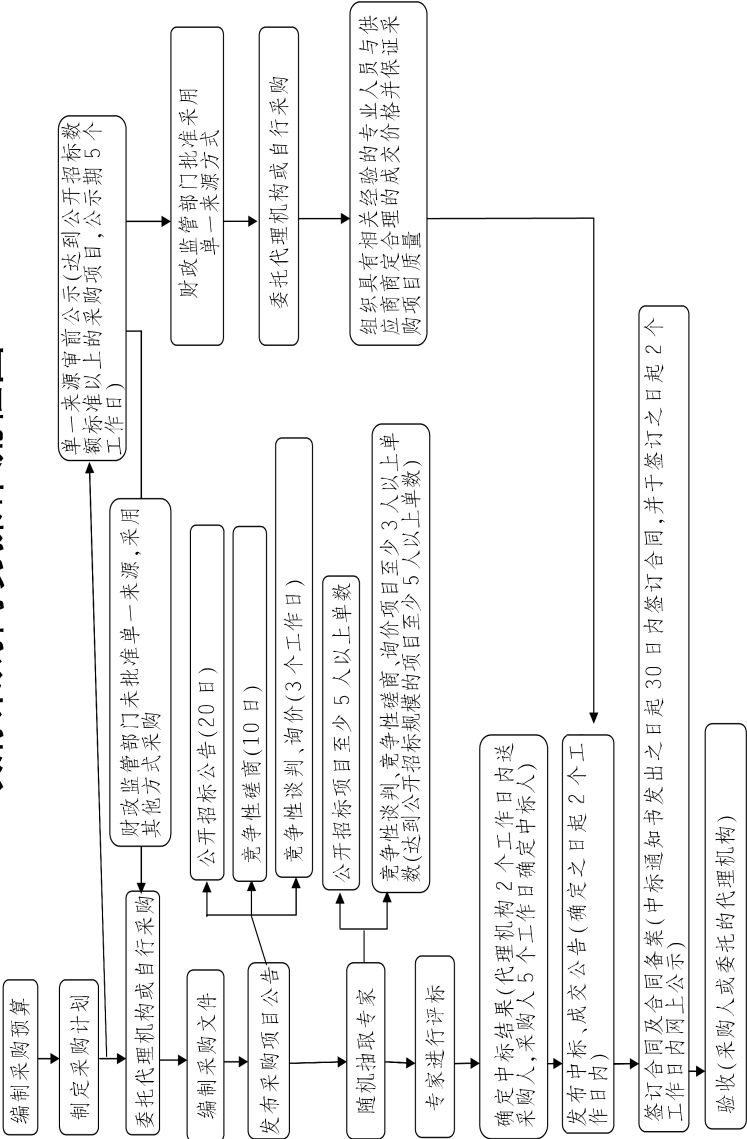 编制采购预算
制定采购计划
委托代理机构或自行采购
编制采购文件
发布采购项目公告
随机抽取专家
专家进行评标
确定中标结果(代理机构2个工作日内送
采购人,采购人5个工作日确定中标人)
发布中标、成交公告(确定之日起2个工
作日内)
签订合同及合同备案(中标通知书发出之日起30日内签订合同,并于签订之日起2个
工作日内网上公示)
验收(采购人或委托的代理机构)
财政监管部门未批准单一来源,采用
其他方式采购
公开招标公告(20日)
竞争性磋商(10日)
竞争性谈判、询价(3个工作日)
公开招标项目至少5人以上单数
竞争性谈判、竞争性磋商、询价项目至少3人以上单
数(达到公开招标规模的项目至少5人以上单数)
单一来源审前公示(达到公开招标数
额标准以上的采购项目,公示期5个
工作日)
财政监管部门批准采用
单一来源方式
委托代理机构或自行采购
组织具有相关经验的专业人员与供
应商商定合理的成交价格并保证采
购项目质量